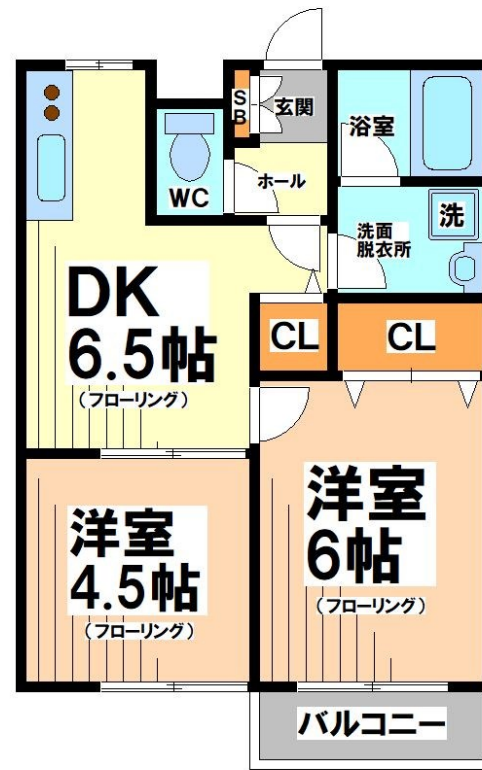 SB
玄関
浴室
WC
ホール
洗面
脱衣所
洗
DK
6.5帖
(フローリング)
CL
CL
洋室
4.5帖
(フローリング)
洋室
6帖
(フローリング)
バルコニー